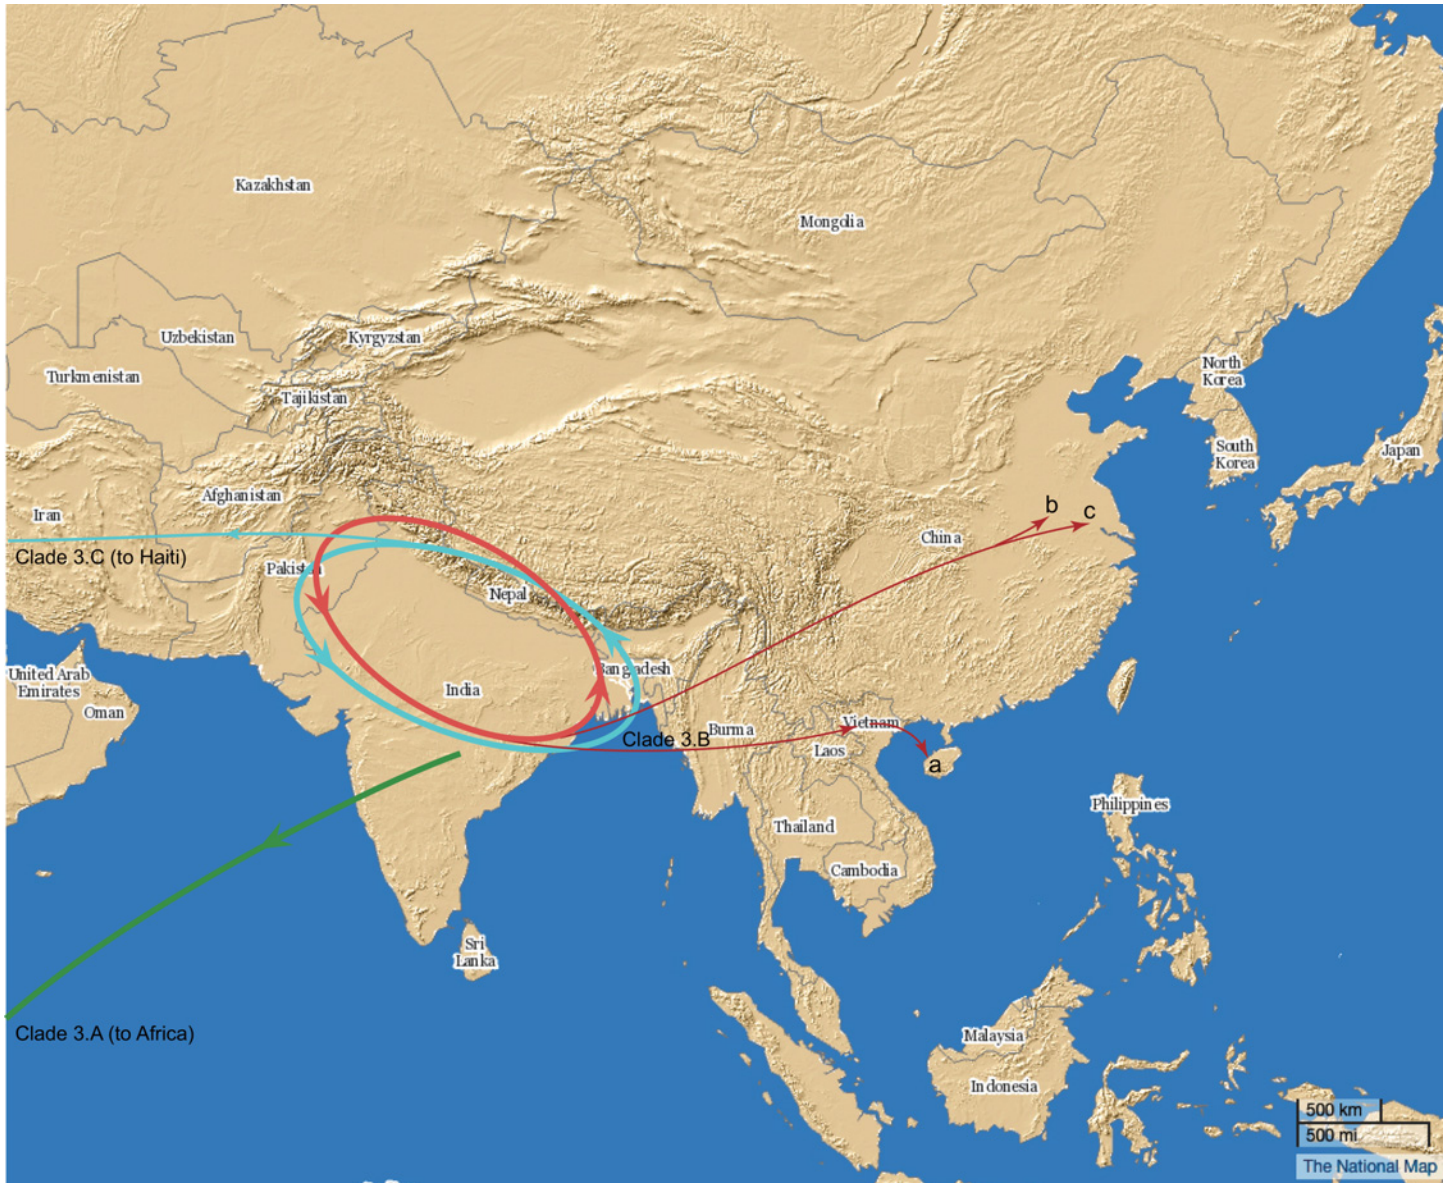 Kazakhstan
Mongolia
Uzbekistan
Kyrgyzstan
Turkmenistan
Tajikistan
North
Korea
South
Korea
Japan
Afghanistan
Iran
b
c
China
Clade 3.C (to Haiti)
Pakistan
Nepal
Bangladesh
United Arab
Emirates
Oman
India
Vietnam
Burma
Clade 3.B
Laos
a
Philippines
Thailand
Cambodia
Sri
Lanka
Clade 3.A (to Africa)
Malaysia
Indonesia
500 km
500 mi
The National Map